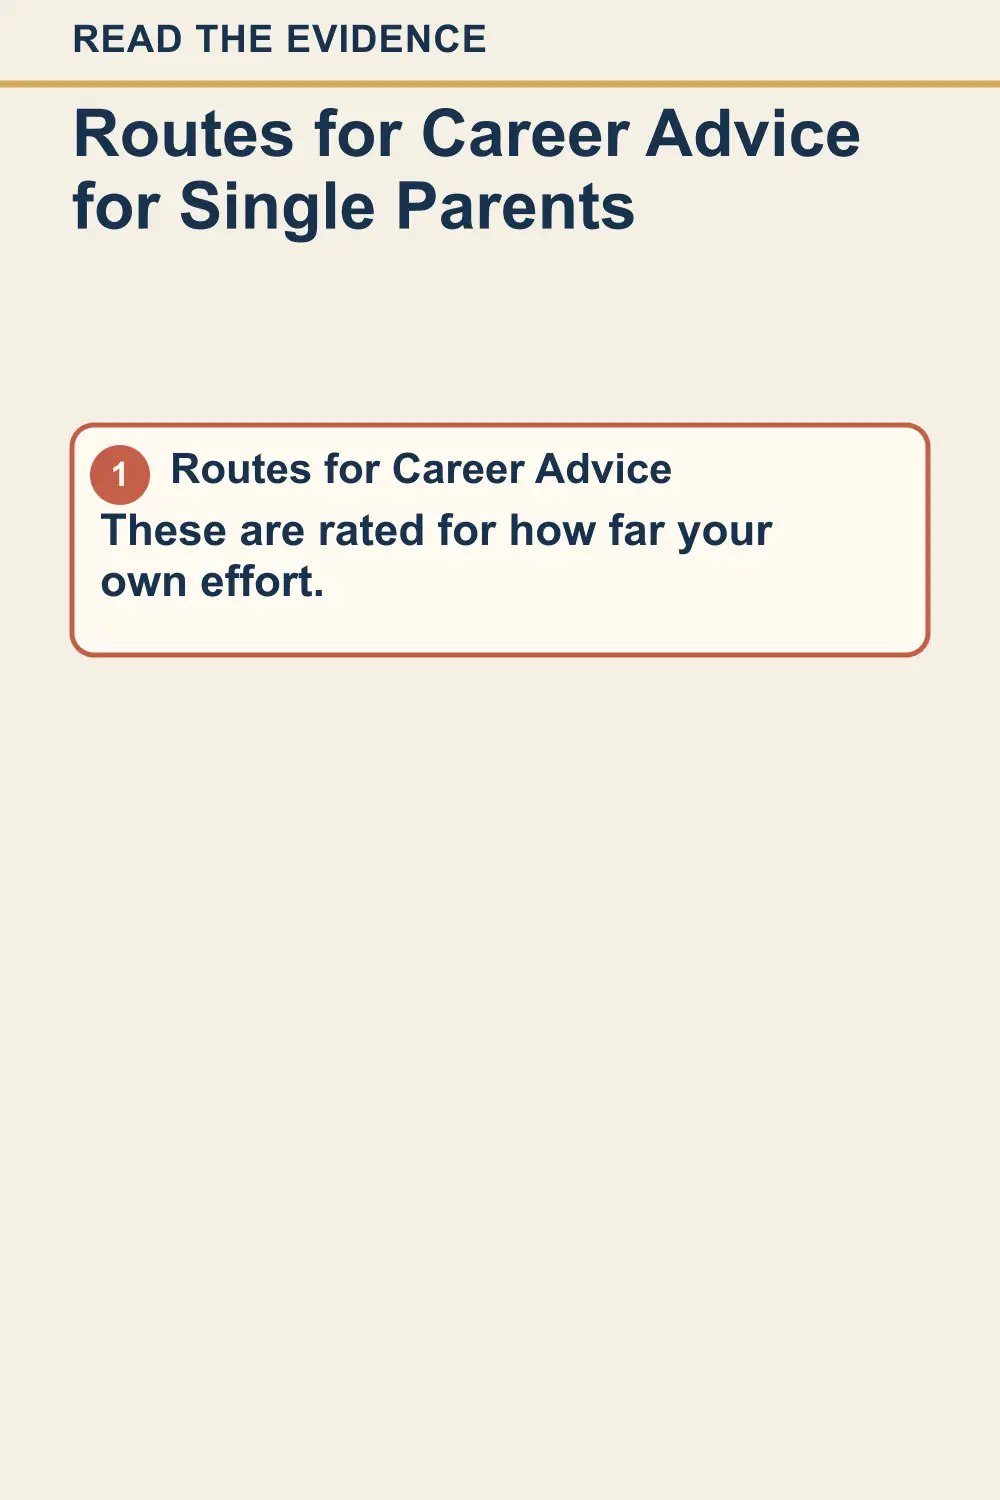 READ THE EVIDENCE
Routes for Career Advice
for Single Parents
1 Routes for Career Advice
These are rated for how far your
own effort.